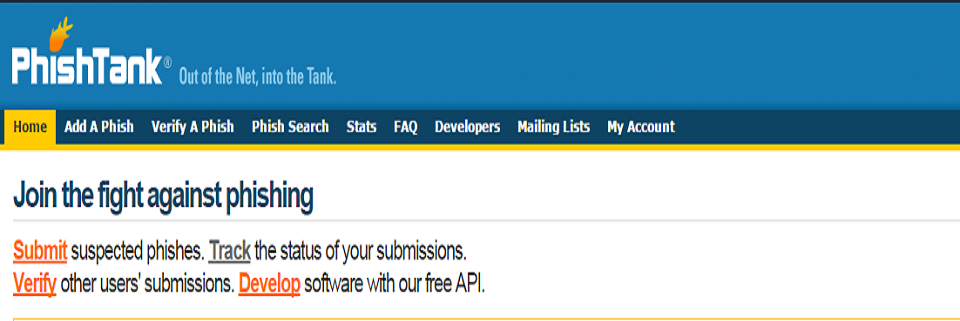 PhishTank® Out of the Net, into the Tank.
Home Add A Phish Verify A Phish Phish Search Stats FAQ Developers Mailing Lists My Account
Join the fight against phishing
Submit suspected phishes. Track the status of your submissions.
Verify other users' submissions. Develop software with our free API.